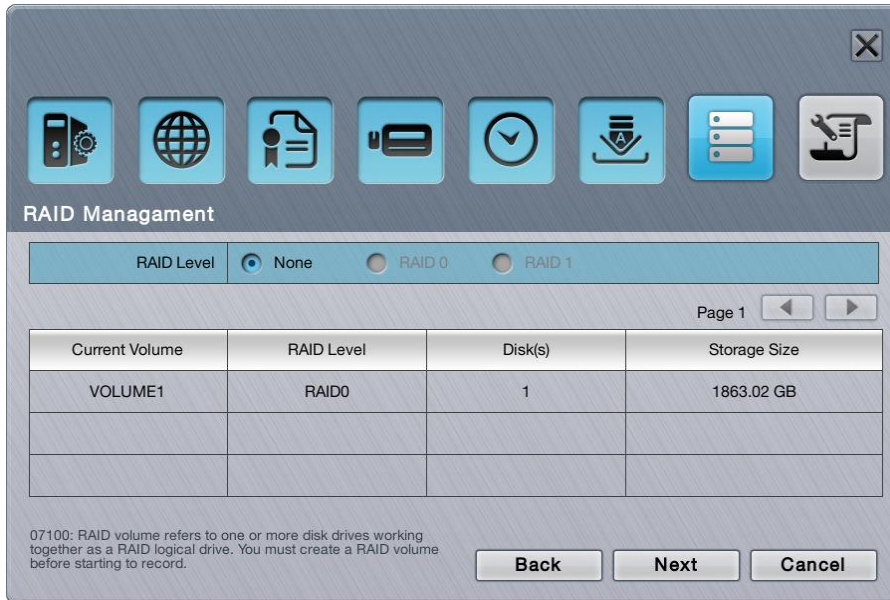 A
RAID Managament
RAID Level None RAID 0 RAID 1
Page 1
Current Volume RAID Level Disk(s) Storage Size
VOLUME1 RAID0 1 1863.02 GB
07100: RAID volume refers to one or more disk drives working
together as a RAID logical drive. You must create a RAID volume
before starting to record.
Back Next Cancel